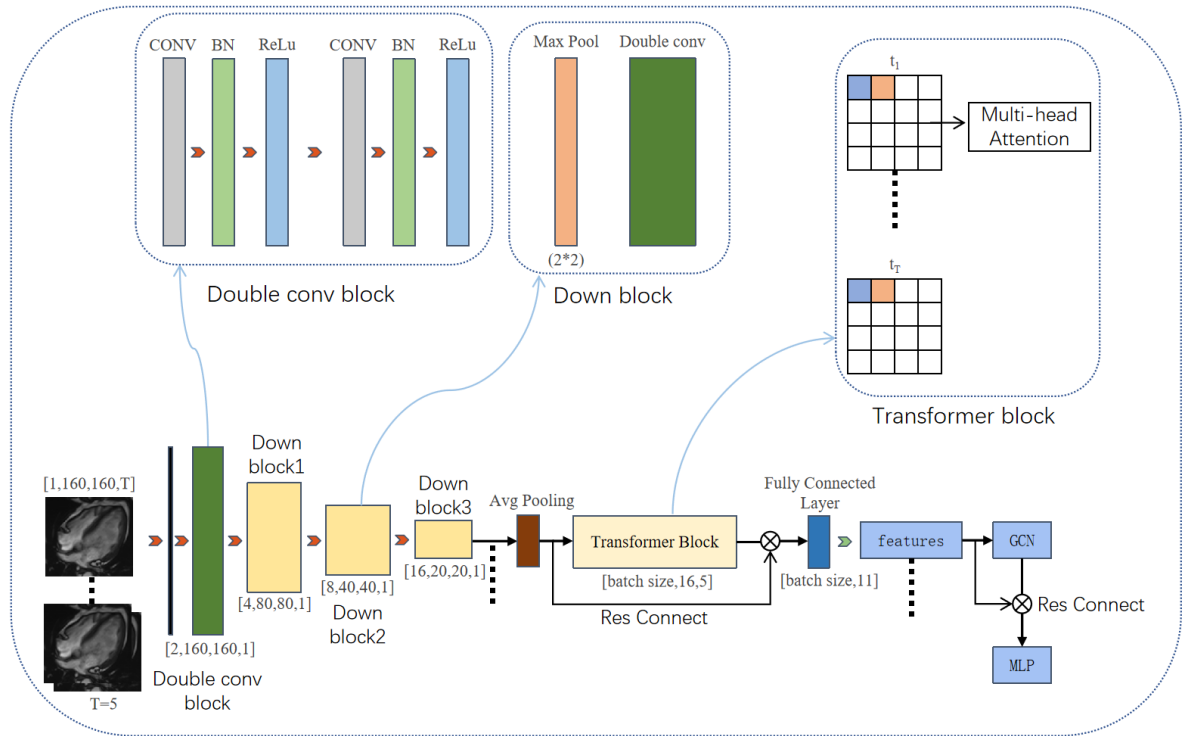 CONV BN ReLu CONV BN ReLu
Double conv block
Max Pool Double conv
(2*2)
Down block
t1
Multi-head
Attention
tT
Transformer block
[1,160,160,T]
T=5
[2,160,160,1]
Double conv
block
Down
block1
[4,80,80,1]
[8,40,40,1]
Down
block2
Down
block3
[16,20,20,1]
Avg Pooling
Transformer Block
[batch size,16,5]
Res Connect
Fully Connected
Layer
[batch size,11]
features
GCN
Res Connect
MLP